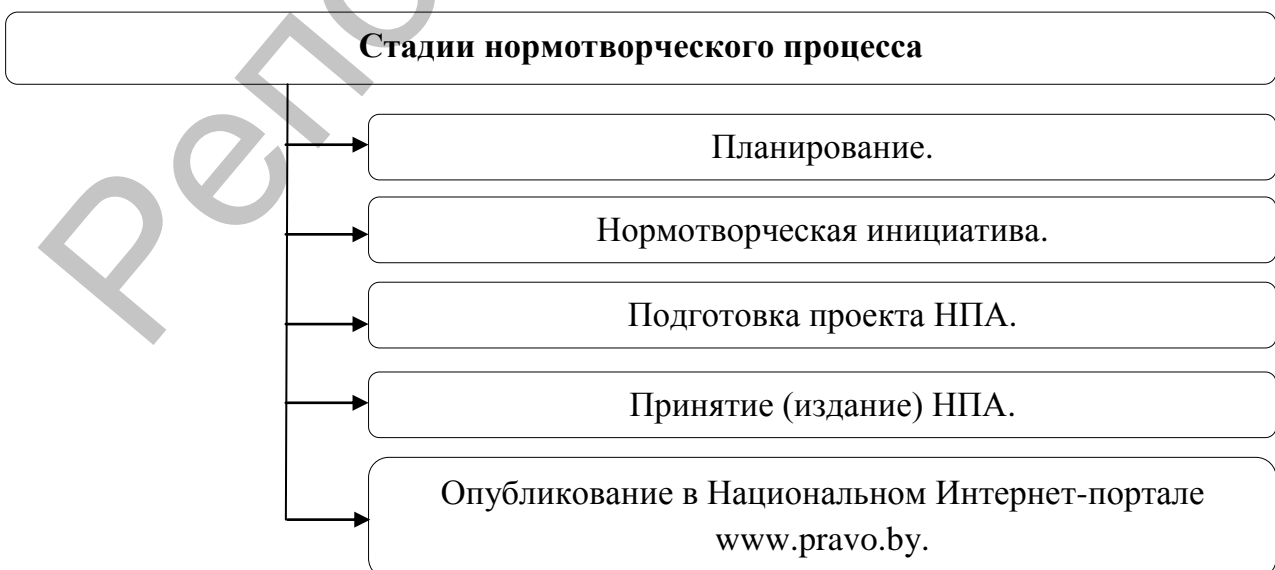 Стадии нормотворческого процесса
Планирование.
Нормотворческая инициатива.
Подготовка проекта НПА.
Принятие (издание) НПА.
Опубликование в Национальном Интернет-портале
www.pravo.by.
Репо